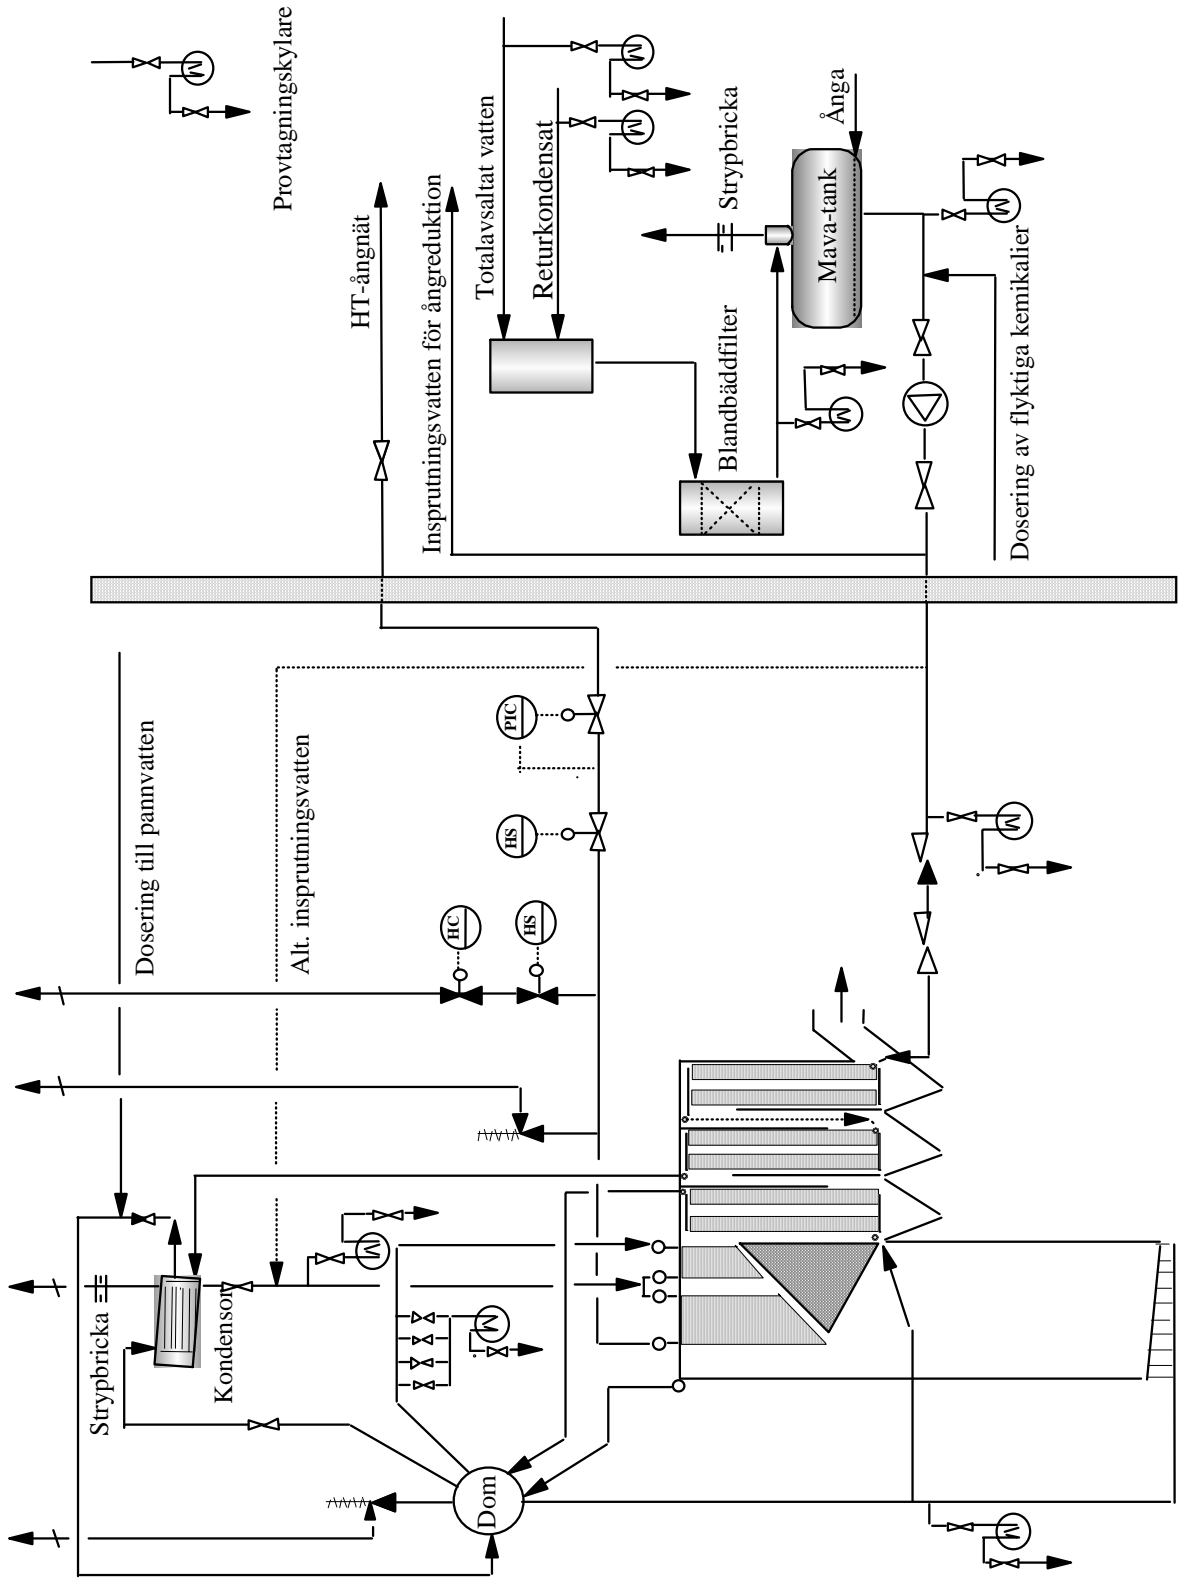 Provtagningskylare
HT-ångnät
Insprutningsvatten för ångreduktion
Totalavsaltat vatten
Returkondensat
Strypbricka
Ånga
Mava-tank
Blandbäddfilter
Dosering av flyktiga kemikalier
Dosering till pannvatten
Alt. insprutningsvatten
PIC
HS
HC
HS
Strypbricka
Kondensor
Dom